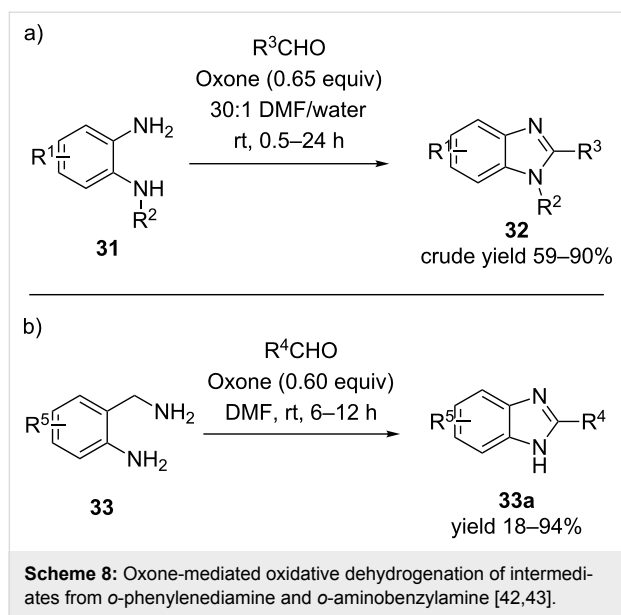 a)
R³CHO
Oxone (0.65 equiv)
30:1 DMF/water
rt, 0.5–24 h
R¹
NH₂
NH
R²
31
R¹
N
R³
N
R²
32
crude yield 59–90%
b)
R⁴CHO
Oxone (0.60 equiv)
DMF, rt, 6–12 h
R⁵
NH₂
NH₂
33
R⁵
N
R⁴
N
H
33a
yield 18–94%
Scheme 8: Oxone-mediated oxidative dehydrogenation of intermedi-
ates from o-phenylenediamine and o-aminobenzylamine [42,43].